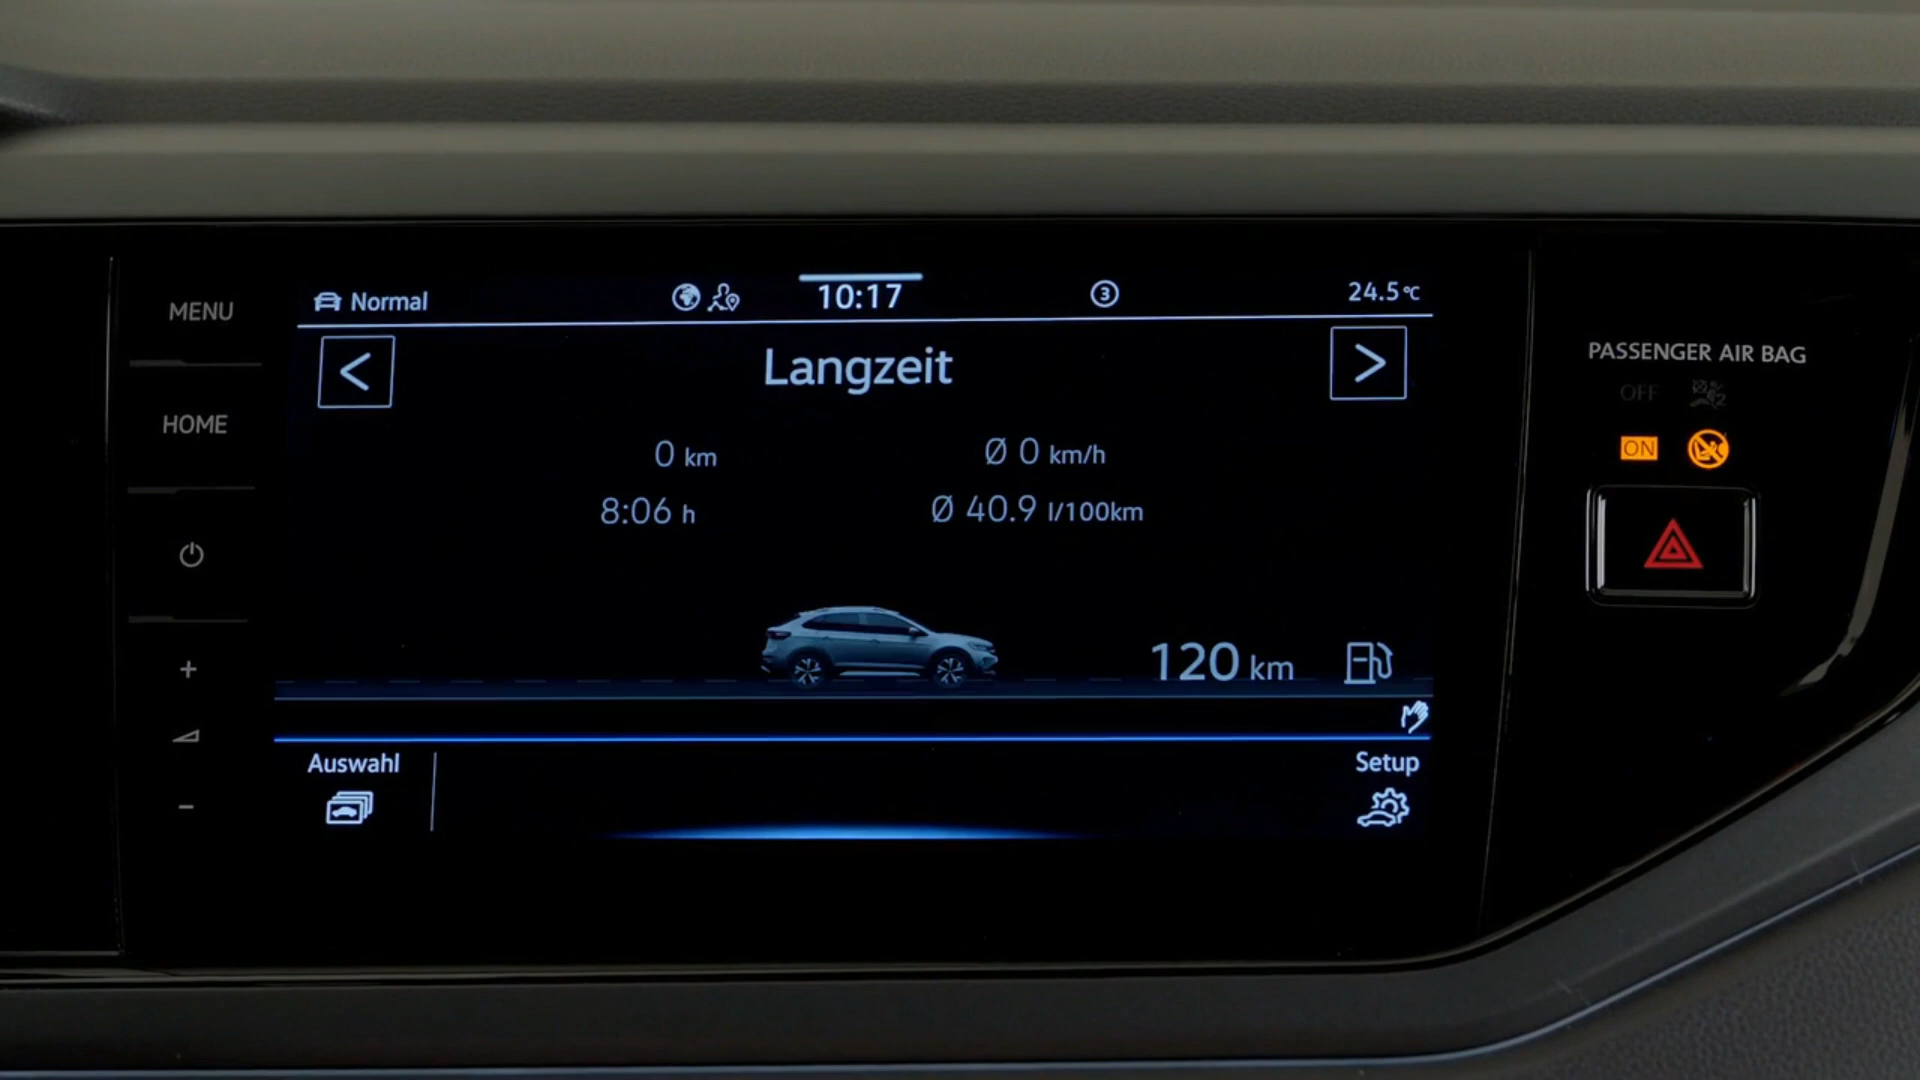 MENU
HOME
+
-
Normal
10:17
3
24.5°C
<
Langzeit
>
0 km
Ø 0 km/h
8:06 h
Ø 40.9 l/100km
120 km
Auswahl
Setup
PASSENGER AIR BAG
OFF
ON